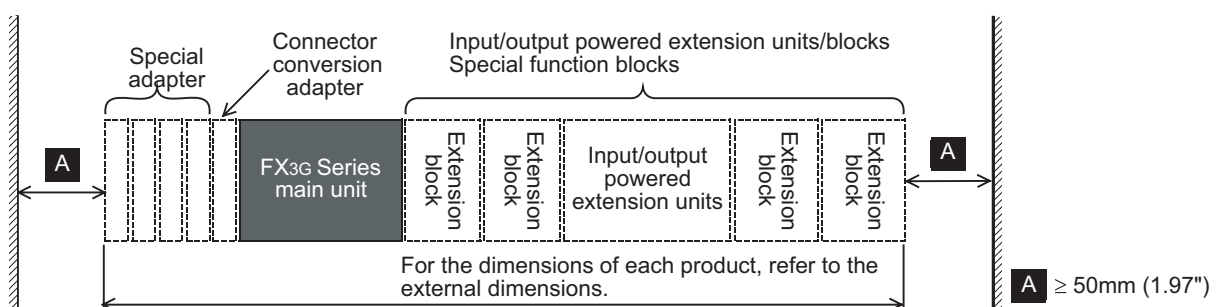 Special
adapter
Connector
conversion
adapter
Input/output powered extension units/blocks
Special function blocks
A
FX3G Series
main unit
Extension
block
Extension
block
Input/output
powered
extension units
Extension
block
Extension
block
A
For the dimensions of each product, refer to the
external dimensions.
A ≥ 50mm (1.97")